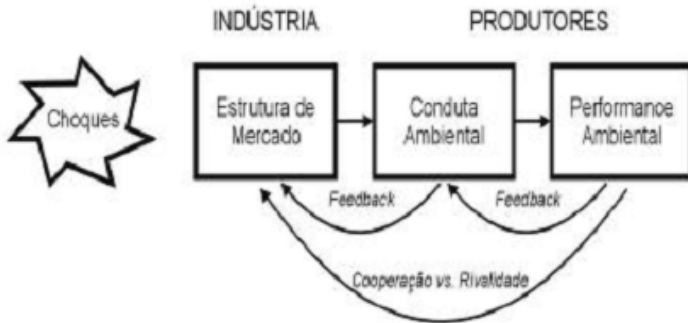 INDÚSTRIA PRODUTORES
Choques
Estrutura de
Mercado
Conduta
Ambiental
Performance
Ambiental
Feedback
Feedback
Cooperação vs. Rivalidade